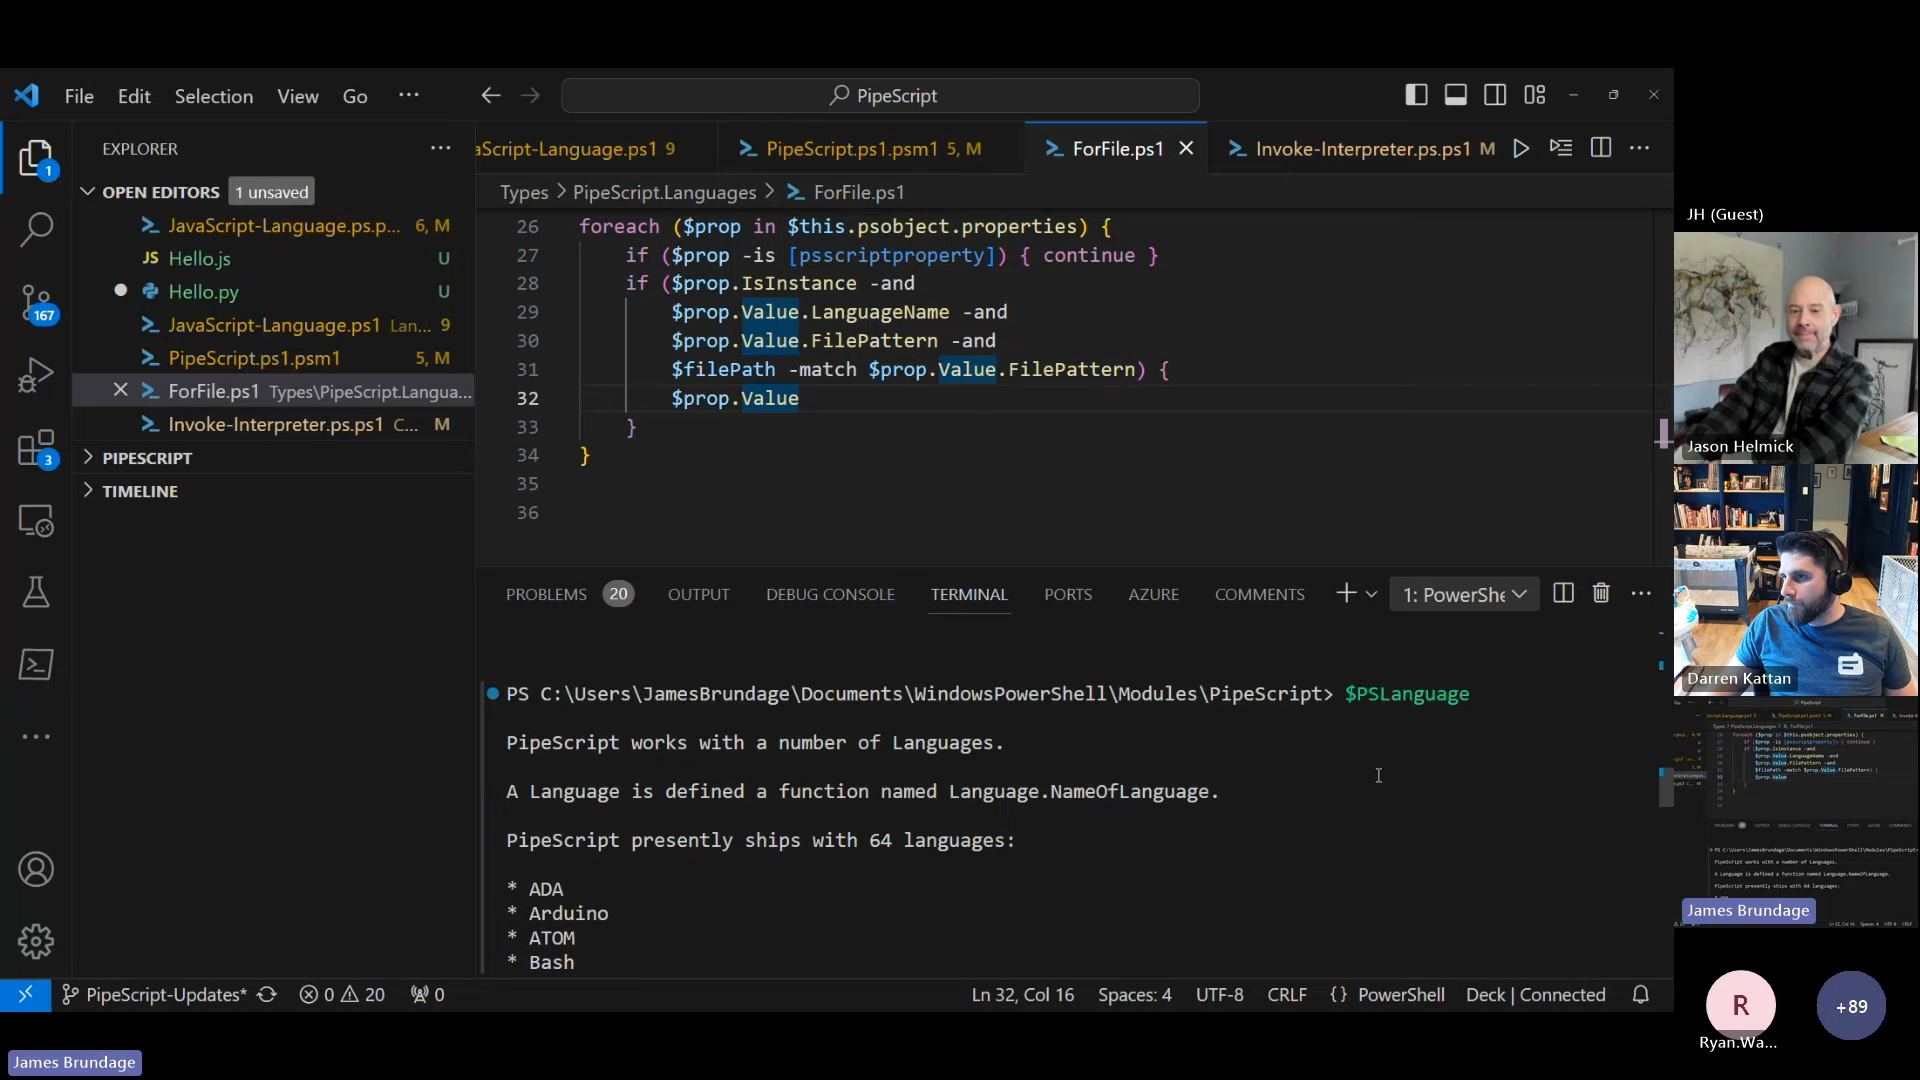 File Edit Selection View Go ···
PipeScript
EXPLORER
OPEN EDITORS 1 unsaved
JavaScript-Language.ps.p... 6, M
JS Hello.js U
Hello.py U
JavaScript-Language.ps1 Lan... 9
PipeScript.ps1.psm1 5, M
ForFile.ps1 Types\PipeScript.Langua...
Invoke-Interpreter.ps.ps1 C... M
PIPESCRIPT
TIMELINE
1
167
3
aScript-Language.ps1 9
PipeScript.ps1.psm1 5, M
ForFile.ps1
Invoke-Interpreter.ps.ps1 M
Types > PipeScript.Languages > ForFile.ps1
26 foreach ($prop in $this.psobject.properties) {
27 if ($prop -is [psscriptproperty]) { continue }
28 if ($prop.IsInstance -and
29 $prop.Value.LanguageName -and
30 $prop.Value.FilePattern -and
31 $filePath -match $prop.Value.FilePattern) {
32 $prop.Value
33 }
34 }
35
36
PROBLEMS 20 OUTPUT DEBUG CONSOLE TERMINAL PORTS AZURE COMMENTS 1: PowerShe
PS C:\Users\JamesBrundage\Documents\WindowsPowerShell\Modules\PipeScript> $PSLanguage
PipeScript works with a number of Languages.
A Language is defined a function named Language.NameOfLanguage.
PipeScript presently ships with 64 languages:
* ADA
* Arduino
* ATOM
* Bash
PipeScript-Updates* 0 20 0 Ln 32, Col 16 Spaces: 4 UTF-8 CRLF {} PowerShell Deck | Connected
JH (Guest)
Jason Helmick
Darren Kattan
James Brundage
R
Ryan.Wa...
+89
James Brundage